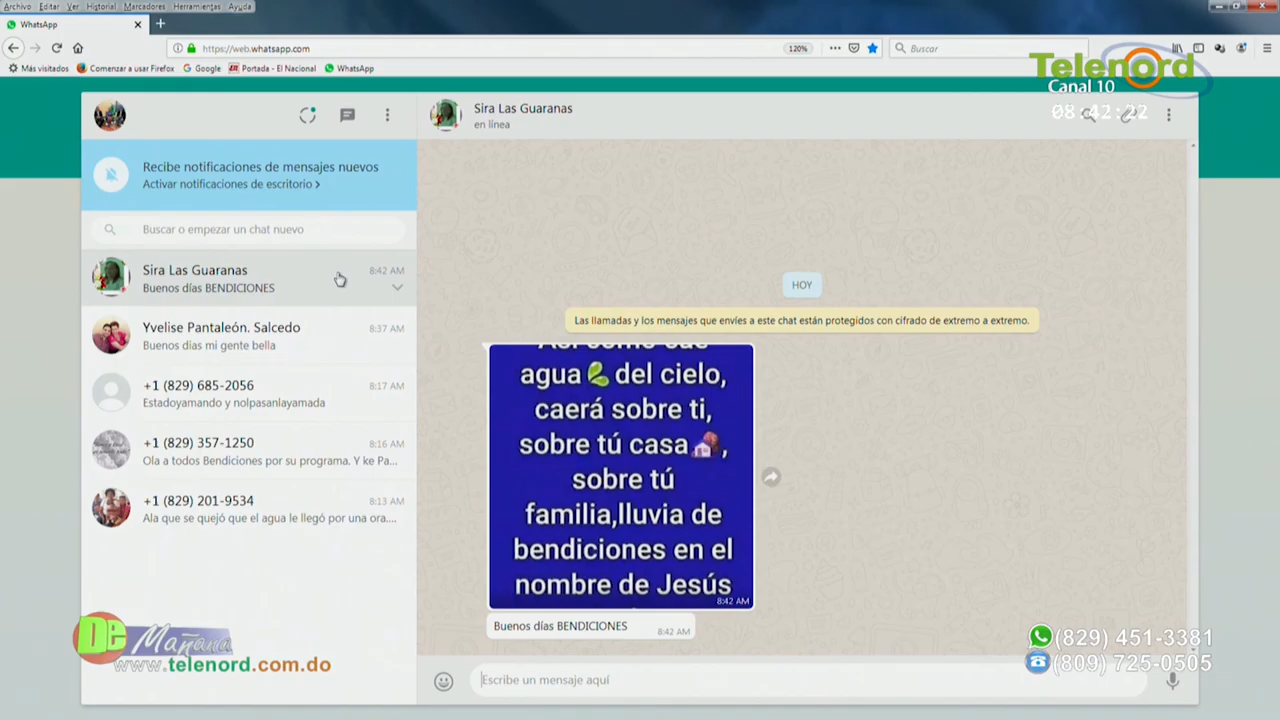 Archivo Editar Ver Historial Marcadores Herramientas Ayuda
WhatsApp
https://web.whatsapp.com
120%
Buscar
Más visitados
Comenzar a usar Firefox
Google
Portada - El Nacional
WhatsApp
Telenord
Canal 10
08:42:22
Sira Las Guaranas
en línea
Recibe notificaciones de mensajes nuevos
Activar notificaciones de escritorio >
Buscar o empezar un chat nuevo
Sira Las Guaranas
8:42 AM
Buenos días BENDICIONES
Yvelise Pantaleón. Salcedo
8:37 AM
Buenos días mi gente bella
+1 (829) 685-2056
8:17 AM
Estadoyamando y nolpasanlayamada
+1 (829) 357-1250
8:16 AM
Ola a todos Bendiciones por su programa. Y ke Pa...
+1 (829) 201-9534
8:13 AM
Ala que se quejó que el agua le llegó por una ora....
HOY
Las llamadas y los mensajes que envíes a este chat están protegidos con cifrado de extremo a extremo.
Así como cae
agua del cielo,
caerá sobre ti,
sobre tú casa ,
sobre tú
familia,lluvia de
bendiciones en el
nombre de Jesús
8:42 AM
Buenos días BENDICIONES
8:42 AM
Escribe un mensaje aquí
De Mañana
www.telenord.com.do
(829) 451-3381
(809) 725-0505